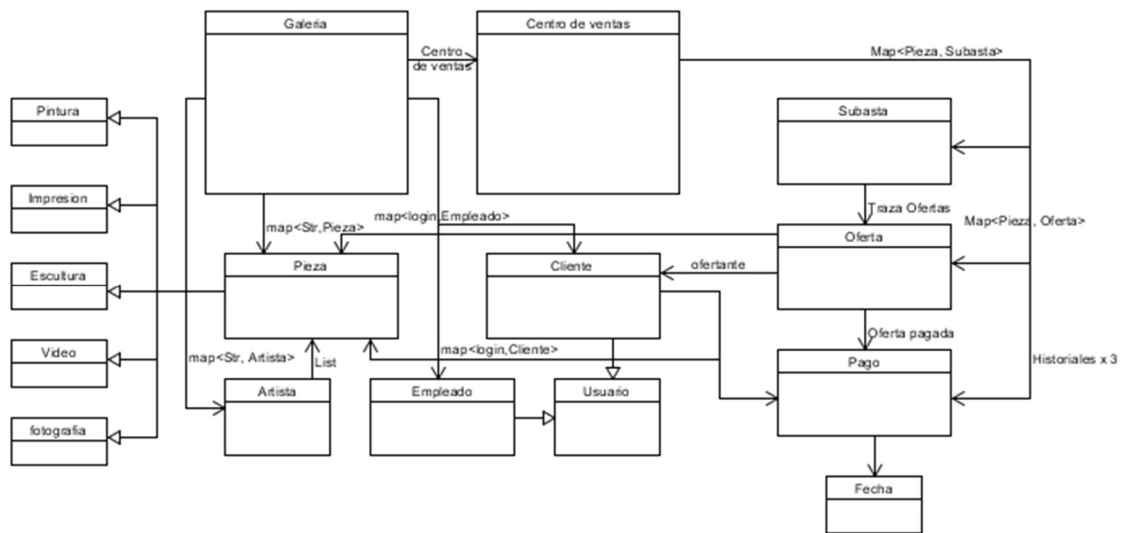 Galeria
Centro de ventas
Centro
de ventas
Map<Pieza, Subasta>
Pintura
Subasta
Impresion
Traza Ofertas
map<login,Empleado>
map<Str,Pieza>
Map<Pieza, Oferta>
Oferta
Pieza
Cliente
ofertante
Escultura
Oferta pagada
Video
map<Str, Artista>
List
map<login,Cliente>
Pago
Historiales x 3
Artista
Empleado
Usuario
fotografia
Fecha